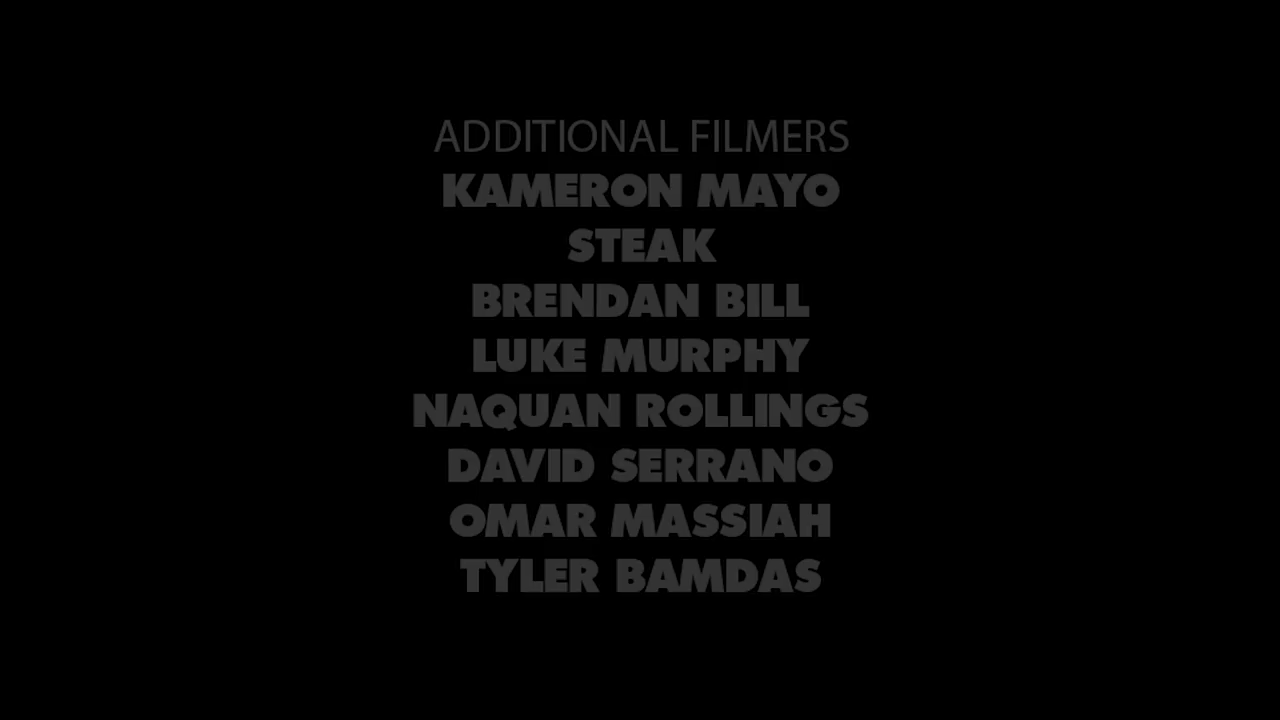 ADDITIONAL FILMERS
KAMERON MAYO
STEAK
BRENDAN BILL
LUKE MURPHY
NAQUAN ROLLINGS
DAVID SERRANO
OMAR MASSIAH
TYLER BAMDAS